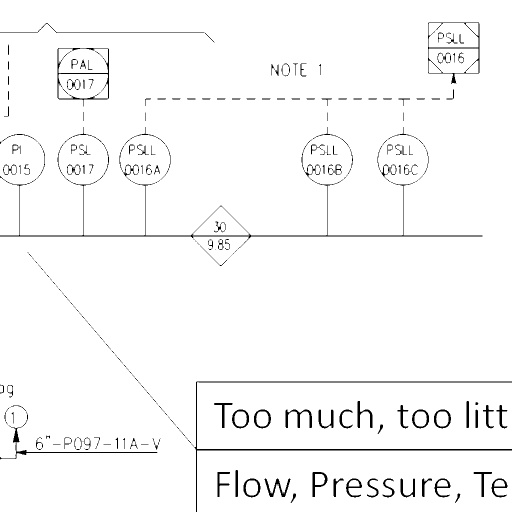 PSLL
0016
PAL
0017
NOTE 1
PI
0015
PSL
0017
PSLL
0016A
PSLL
0016B
PSLL
0016C
30
9.85
og
1
6"-P097-11A-V
Too much, too litt
Flow, Pressure, Te